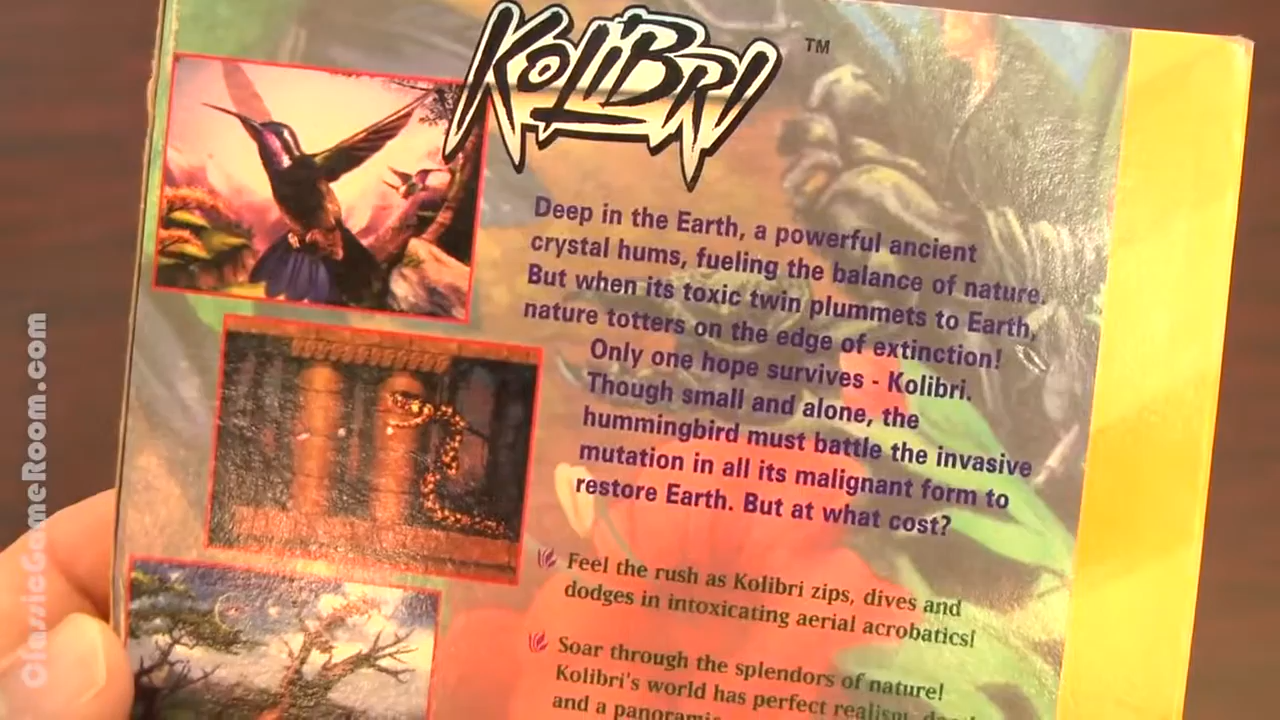 KOLIBRI™
Deep in the Earth, a powerful ancient
crystal hums, fueling the balance of nature.
But when its toxic twin plummets to Earth,
nature totters on the edge of extinction!
Only one hope survives - Kolibri.
Though small and alone, the
hummingbird must battle the invasive
mutation in all its malignant form to
restore Earth. But at what cost?
Feel the rush as Kolibri zips, dives and
dodges in intoxicating aerial acrobatics!
Soar through the splendors of nature!
Kolibri's world has perfect realism,
and a panoramic
ClassicGameRoom.com